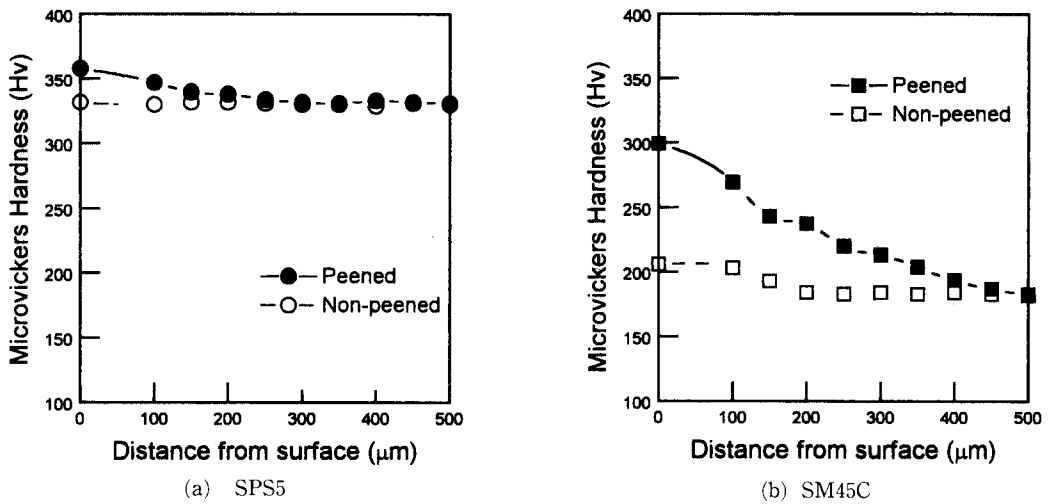 400
350
300
250
200
150
100
Microvickers Hardness (Hv)
Peened
Non-peened
0
100
200
300
400
500
Distance from surface (μm)
(a) SPS5
400
350
300
250
200
150
100
Microvickers Hardness (Hv)
Peened
Non-peened
0
100
200
300
400
500
Distance from surface (μm)
(b) SM45C